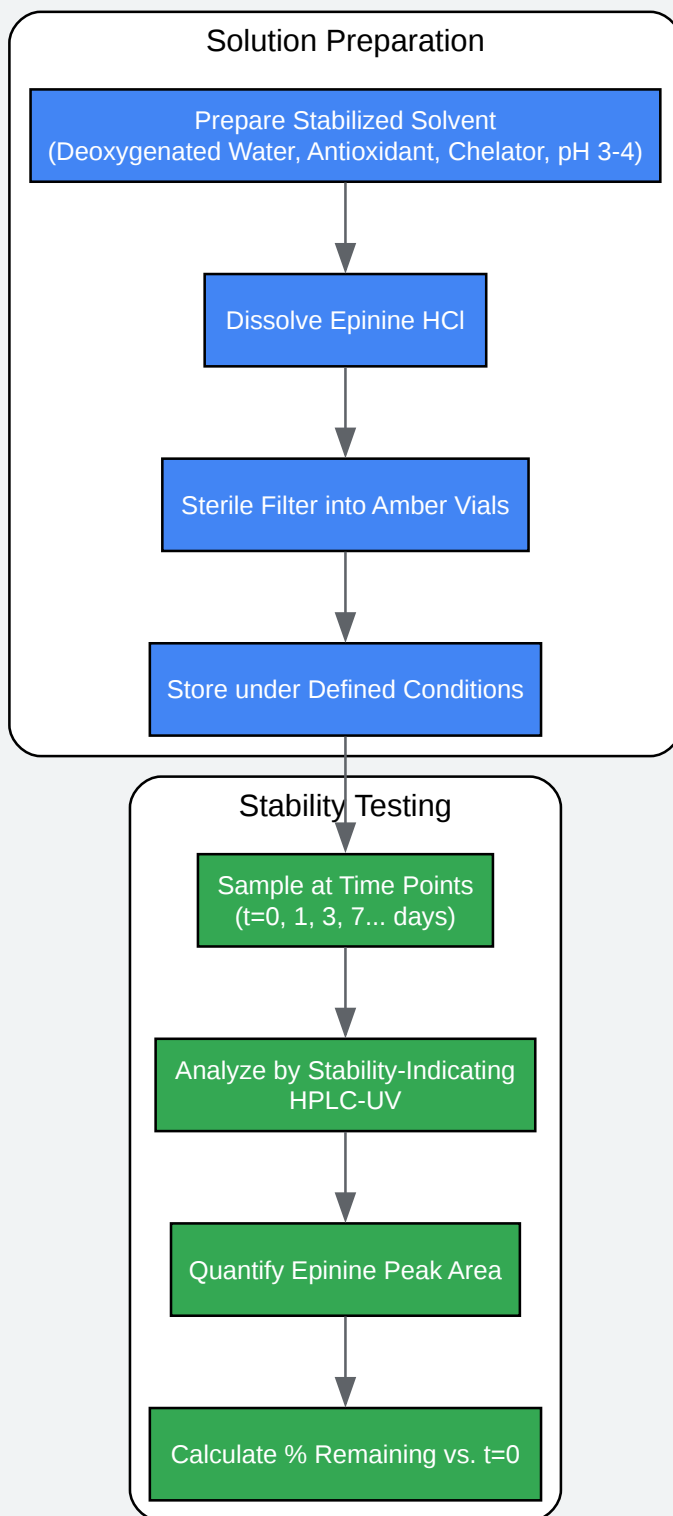 Solution Preparation
Prepare Stabilized Solvent
(Deoxygenated Water, Antioxidant, Chelator, pH 3-4)
Dissolve Epinine HCl
Sterile Filter into Amber Vials
Store under Defined Conditions
Stability Testing
Sample at Time Points
(t=0, 1, 3, 7... days)
Analyze by Stability-Indicating
HPLC-UV
Quantify Epinine Peak Area
Calculate % Remaining vs. t=0